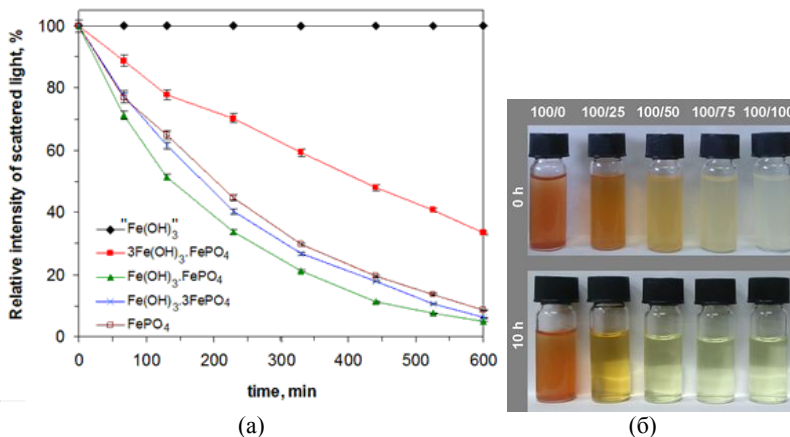 Relative intensity of scattered light, %
100
80
60
40
20
0
"Fe(OH)₃"
3Fe(OH)₃.FePO₄
Fe(OH)₃.FePO₄
Fe(OH)₃.3FePO₄
FePO₄
0 100 200 300 400 500 600
time, min
(а)
100/0 100/25 100/50 100/75 100/100
0 h
10 h
(б)